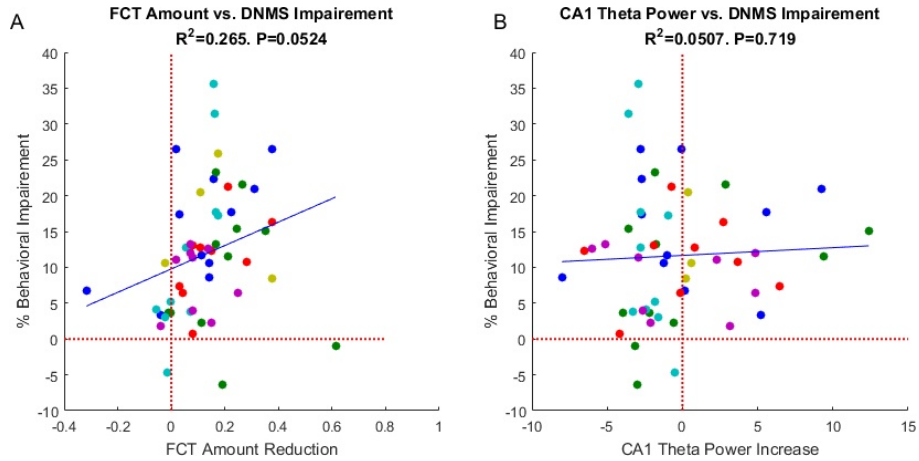 A
FCT Amount vs. DNMS Impairement
R²=0.265. P=0.0524
40
35
30
25
20
15
10
5
0
-5
-10
% Behavioral Impairement
-0.4 -0.2 0 0.2 0.4 0.6 0.8 1
FCT Amount Reduction
B
CA1 Theta Power vs. DNMS Impairement
R²=0.0507. P=0.719
40
35
30
25
20
15
10
5
0
-5
-10
% Behavioral Impairement
-10 -5 0 5 10 15
CA1 Theta Power Increase